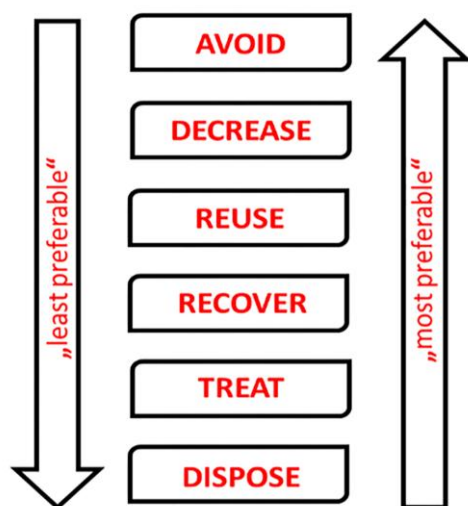 AVOID
DECREASE
REUSE
RECOVER
TREAT
DISPOSE
„least preferable“
„most preferable“